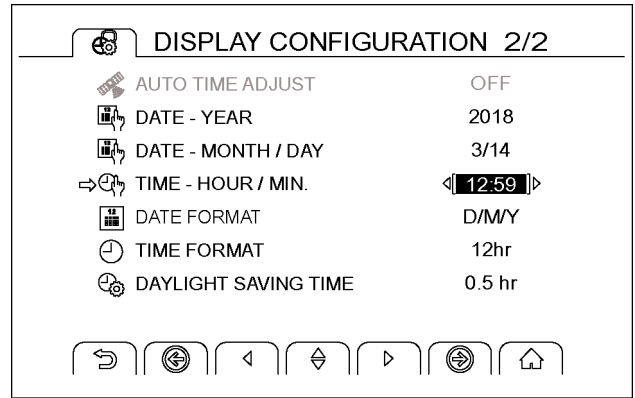 DISPLAY CONFIGURATION 2/2
AUTO TIME ADJUST OFF
DATE - YEAR 2018
DATE - MONTH / DAY 3/14
TIME - HOUR / MIN. [ 12:59 ]
DATE FORMAT D/M/Y
TIME FORMAT 12hr
DAYLIGHT SAVING TIME 0.5 hr